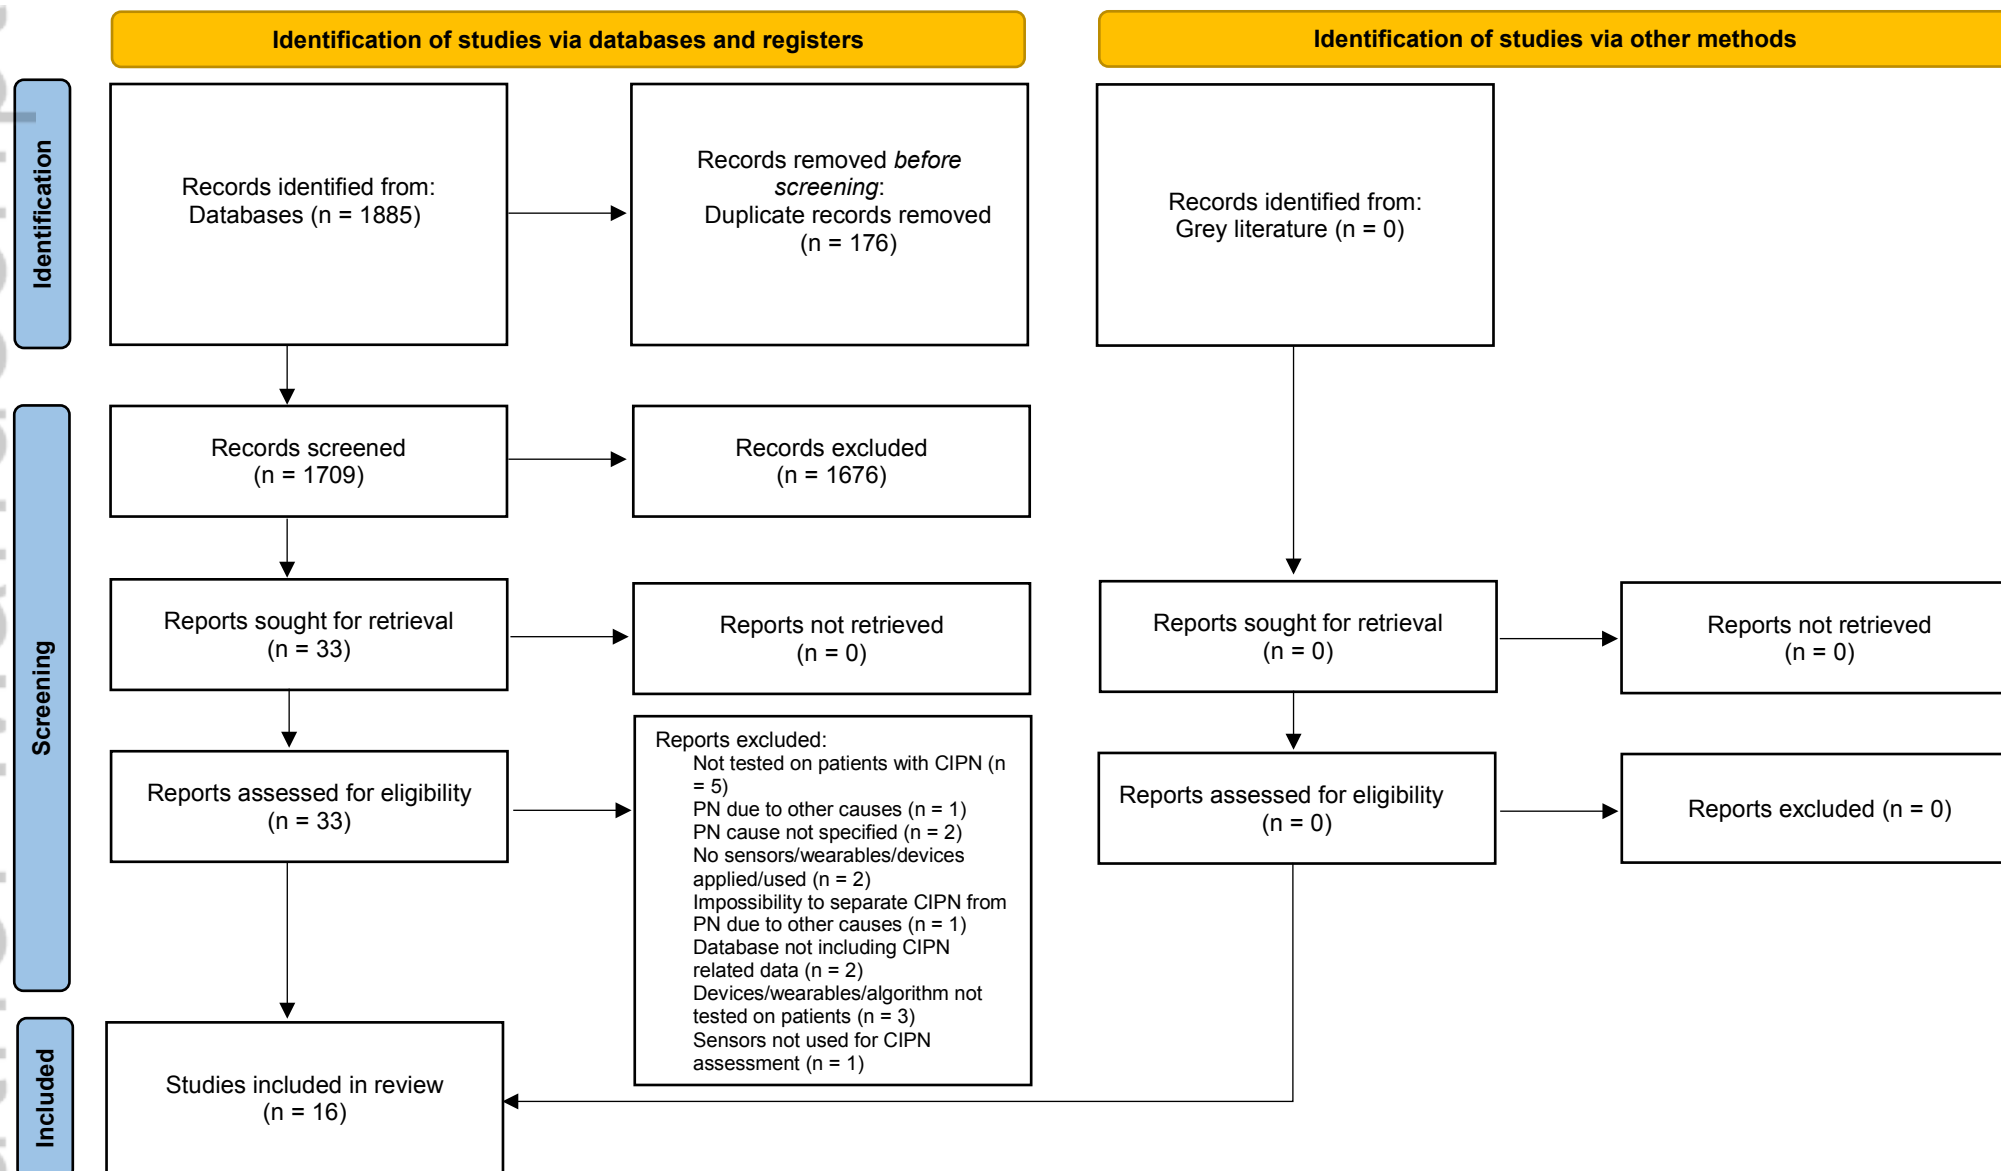 Identification of studies via databases and registers
Identification of studies via other methods
Identification
Records identified from:
Databases (n = 1885)
Records removed before
screening:
Duplicate records removed
(n = 176)
Records identified from:
Grey literature (n = 0)
Screening
Records screened
(n = 1709)
Records excluded
(n = 1676)
Reports sought for retrieval
(n = 33)
Reports not retrieved
(n = 0)
Reports sought for retrieval
(n = 0)
Reports not retrieved
(n = 0)
Reports assessed for eligibility
(n = 33)
Reports excluded:
Not tested on patients with CIPN (n
= 5)
PN due to other causes (n = 1)
PN cause not specified (n = 2)
No sensors/wearables/devices
applied/used (n = 2)
Impossibility to separate CIPN from
PN due to other causes (n = 1)
Database not including CIPN
related data (n = 2)
Devices/wearables/algorithm not
tested on patients (n = 3)
Sensors not used for CIPN
assessment (n = 1)
Reports assessed for eligibility
(n = 0)
Reports excluded (n = 0)
Included
Studies included in review
(n = 16)